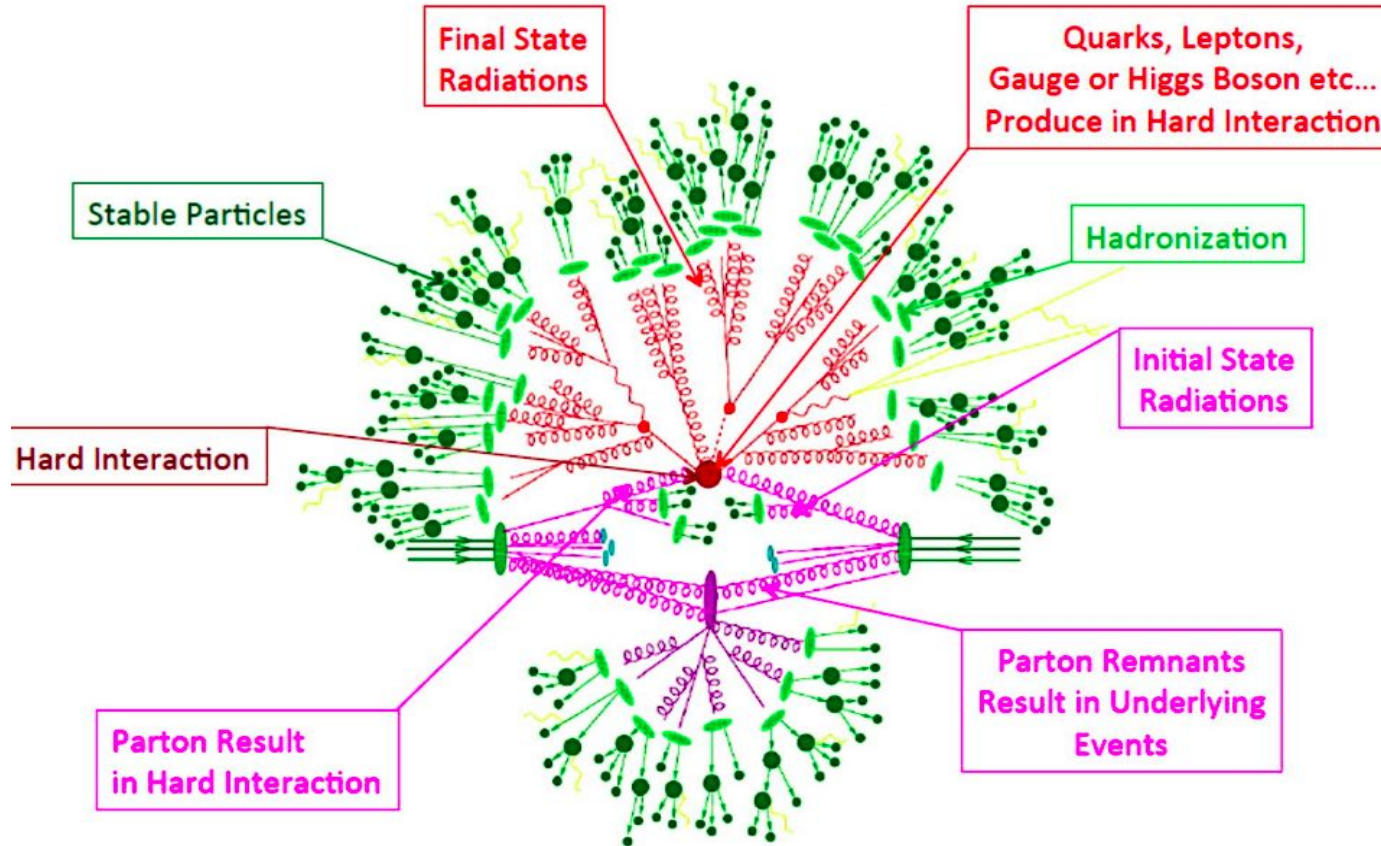 Final State
Radiations
Quarks, Leptons,
Gauge or Higgs Boson etc...
Produce in Hard Interaction
Stable Particles
Hadronization
Initial State
Radiations
Hard Interaction
Parton Remnants
Result in Underlying
Events
Parton Result
in Hard Interaction